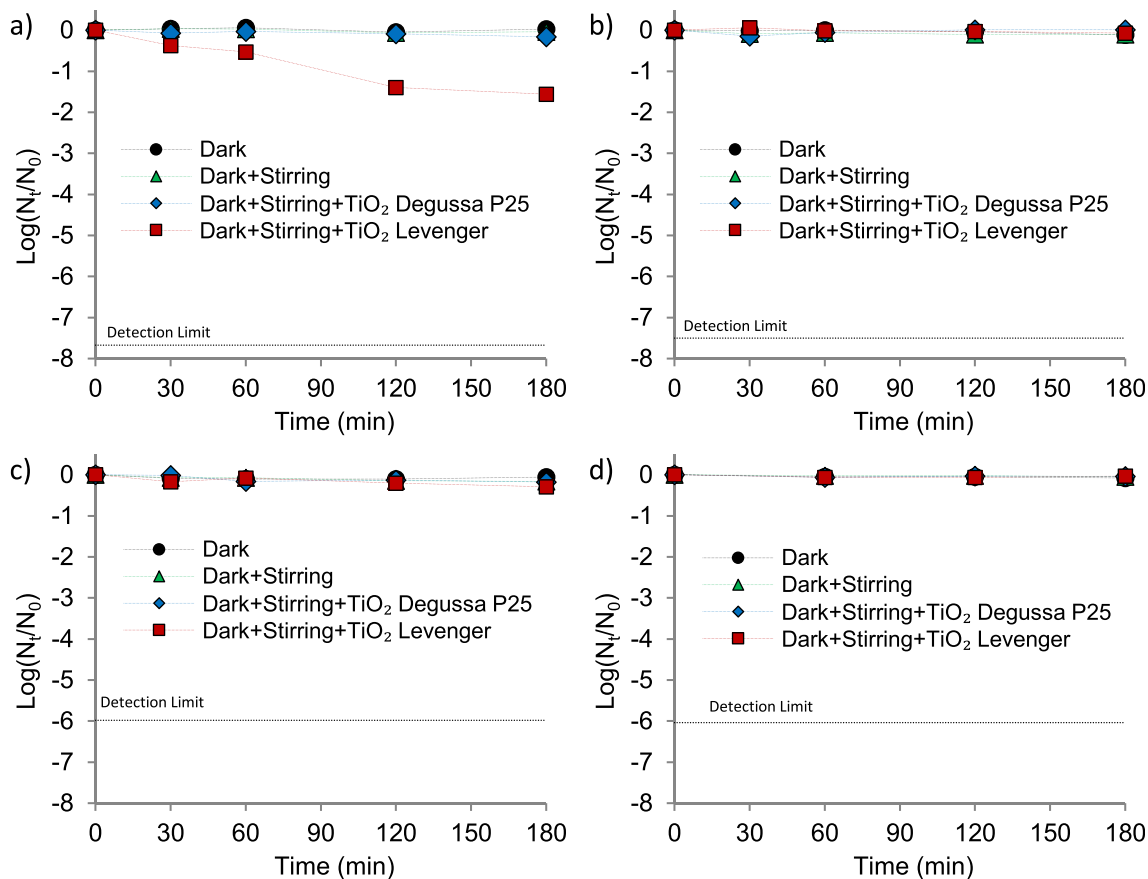 a)
0
-1
-2
-3
-4
-5
-6
-7
-8
Log(Nt/N0)
Dark
Dark+Stirring
Dark+Stirring+TiO₂ Degussa P25
Dark+Stirring+TiO₂ Levenger
Detection Limit
0 30 60 90 120 150 180
Time (min)
b)
0
-1
-2
-3
-4
-5
-6
-7
-8
Log(Nt/N0)
Dark
Dark+Stirring
Dark+Stirring+TiO₂ Degussa P25
Dark+Stirring+TiO₂ Levenger
Detection Limit
0 30 60 90 120 150 180
Time (min)
c)
0
-1
-2
-3
-4
-5
-6
-7
-8
Log(Nt/N0)
Dark
Dark+Stirring
Dark+Stirring+TiO₂ Degussa P25
Dark+Stirring+TiO₂ Levenger
Detection Limit
0 30 60 90 120 150 180
Time (min)
d)
0
-1
-2
-3
-4
-5
-6
-7
-8
Log(Nt/N0)
Dark
Dark+Stirring
Dark+Stirring+TiO₂ Degussa P25
Dark+Stirring+TiO₂ Levenger
Detection Limit
0 30 60 90 120 150 180
Time (min)